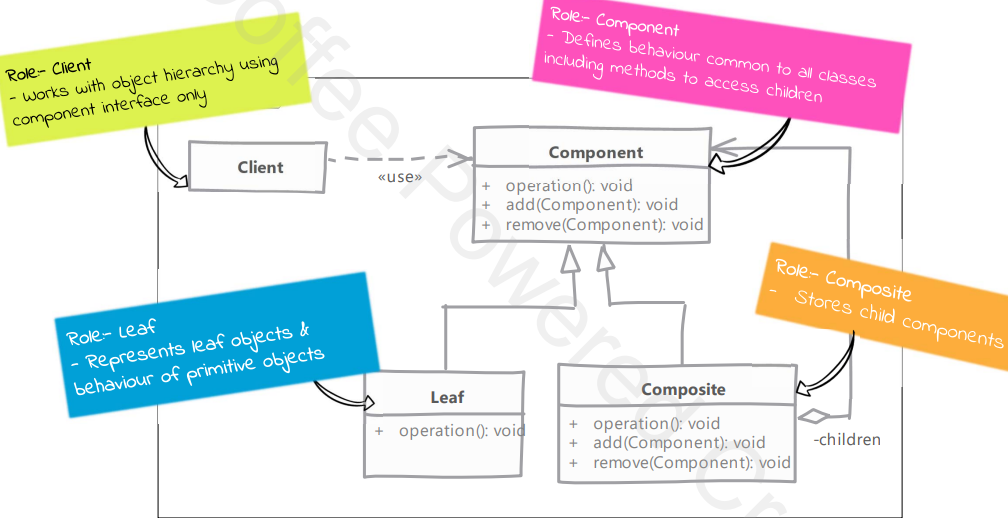 Role:- Client
- Works with object hierarchy using
component interface only
Role:- Component
- Defines behaviour common to all classes
including methods to access children
Client
«use»
Component
+ operation(): void
+ add(Component): void
+ remove(Component): void
Role:- Leaf
- Represents leaf objects &
behaviour of primitive objects
Role:- Composite
- Stores child components
Leaf
+ operation(): void
Composite
+ operation(): void
+ add(Component): void
+ remove(Component): void
-children
offee Powered Cr